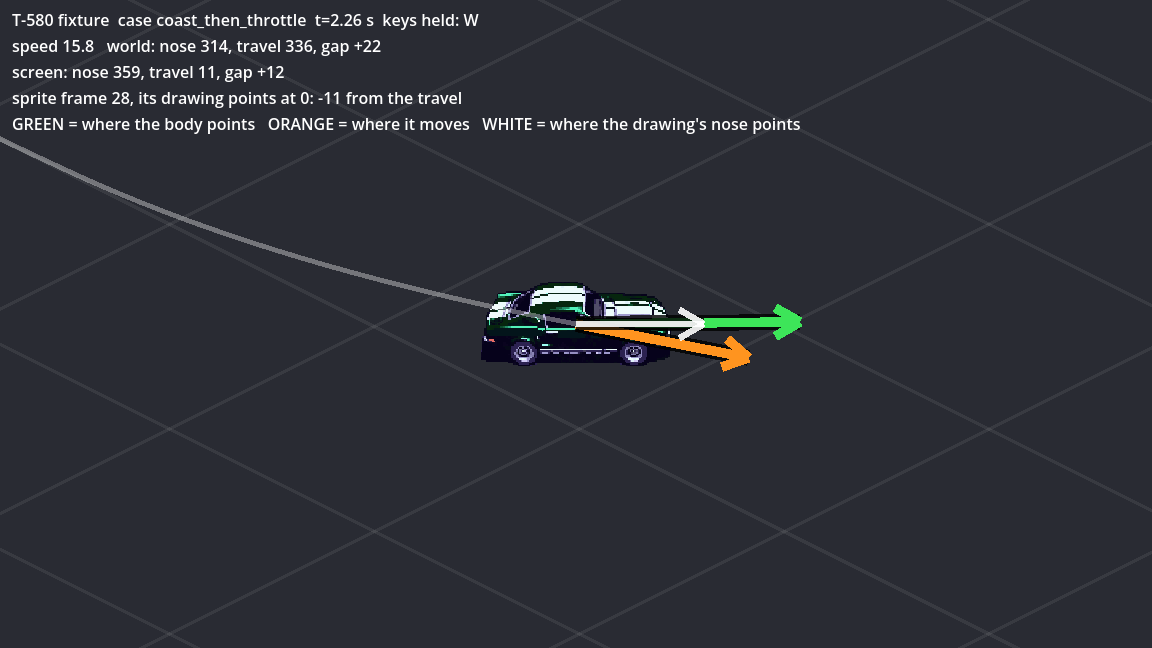 T-580 fixture  case coast_then_throttle  t=2.26 s  keys held: W
speed 15.8   world: nose 314, travel 336, gap +22
screen: nose 359, travel 11, gap +12
sprite frame 28, its drawing points at 0: -11 from the travel
GREEN = where the body points   ORANGE = where it moves   WHITE = where the drawing's nose points